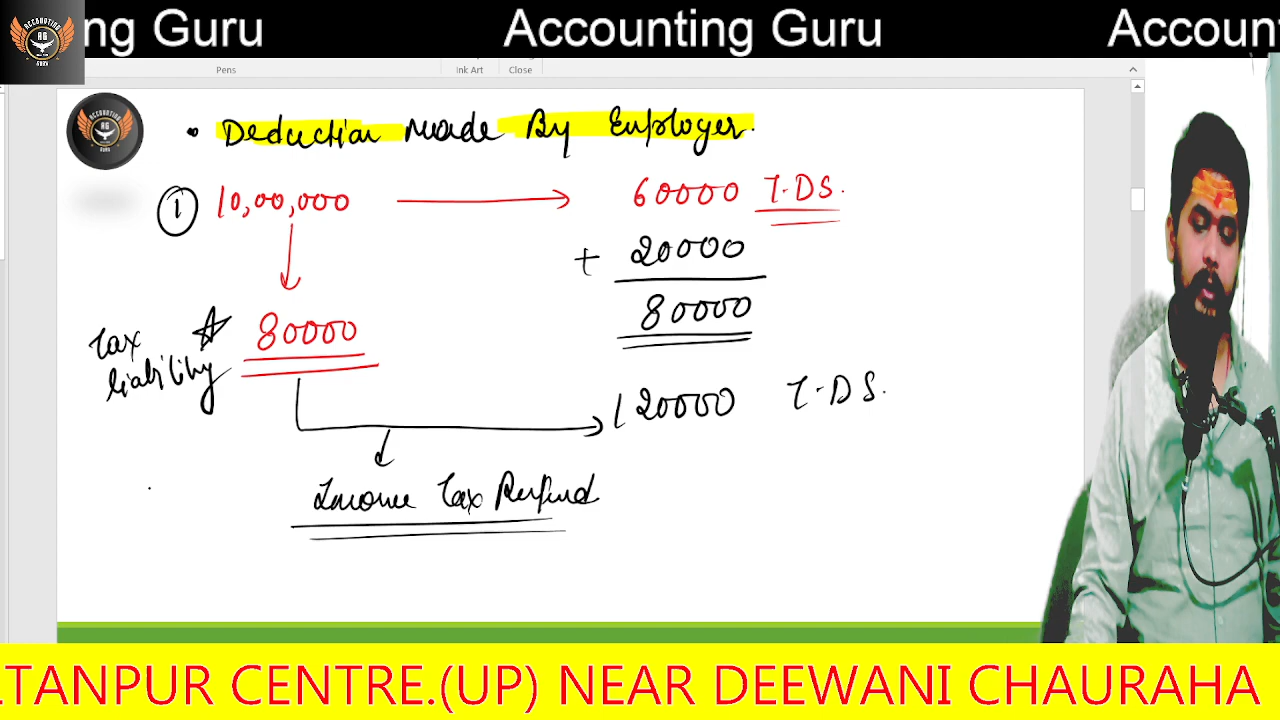 ng Guru Accounting Guru Accoun
Pens Ink Art Close
• Deduction Made By Employer.
① 10,00,000 → 60000 T.D.S.
+ 20000
80000
Tax liability ☆ 80000
120000 T.D.S.
Income Tax Refund
LTANPUR CENTRE.(UP) NEAR DEEWANI CHAURAHA